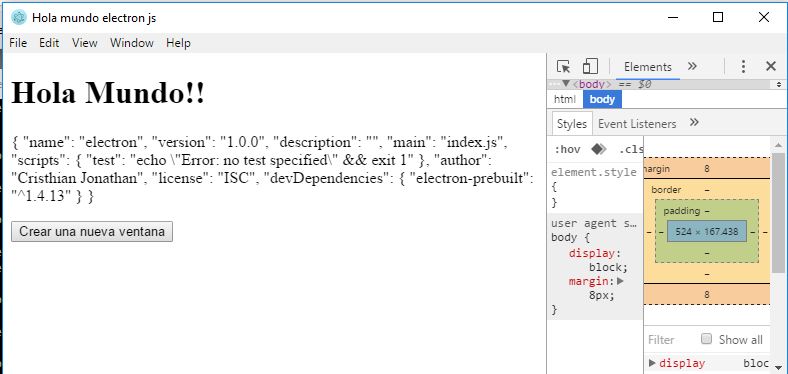 Hola mundo electron js
File Edit View Window Help
Hola Mundo!!
{ "name": "electron", "version": "1.0.0", "description": "", "main": "index.js",
"scripts": { "test": "echo \"Error: no test specified\" && exit 1" }, "author":
"Cristhian Jonathan", "license": "ISC", "devDependencies": { "electron-prebuilt":
"^1.4.13" } }
Crear una nueva ventana
Elements »
▼<body> == $0
html body
Styles Event Listeners »
:hov .cls
element.style
{
}
user agent s…
body {
display:
block;
margin:▶
8px;
}
margin 8
border –
padding –
– – 524 × 167.438 – –
–
–
8
Filter Show all
▶ display bloc